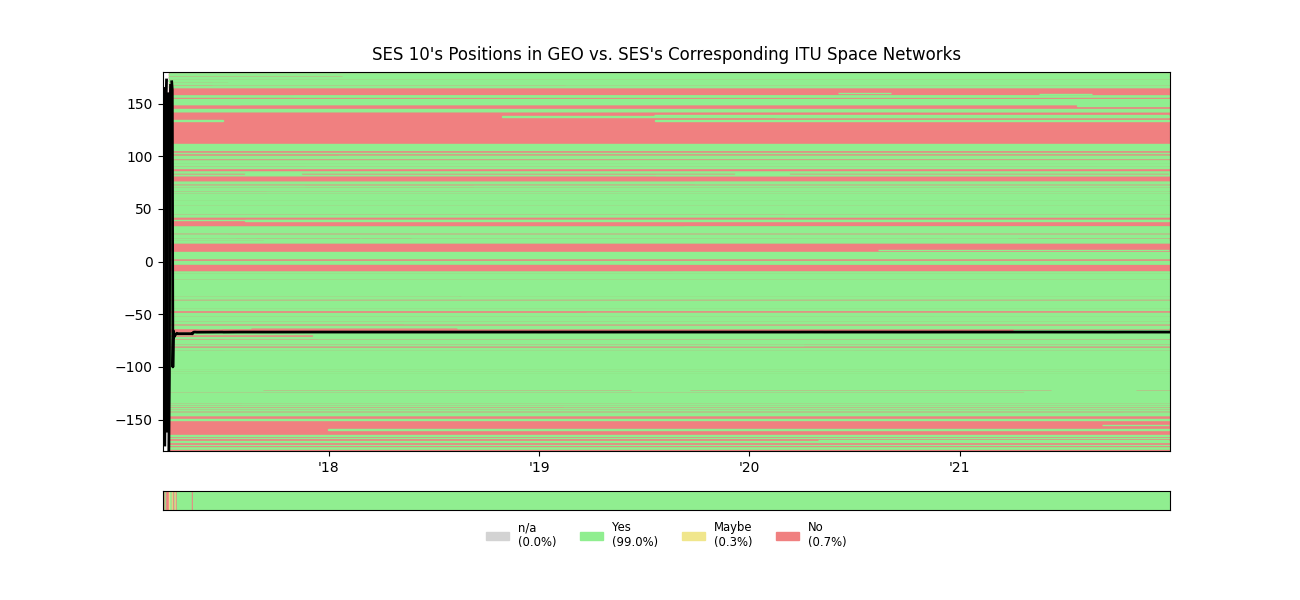 SES 10's Positions in GEO vs. SES's Corresponding ITU Space Networks
150
100
50
0
−50
−100
−150
'18 '19 '20 '21
n/a Yes Maybe No
(0.0%) (99.0%) (0.3%) (0.7%)